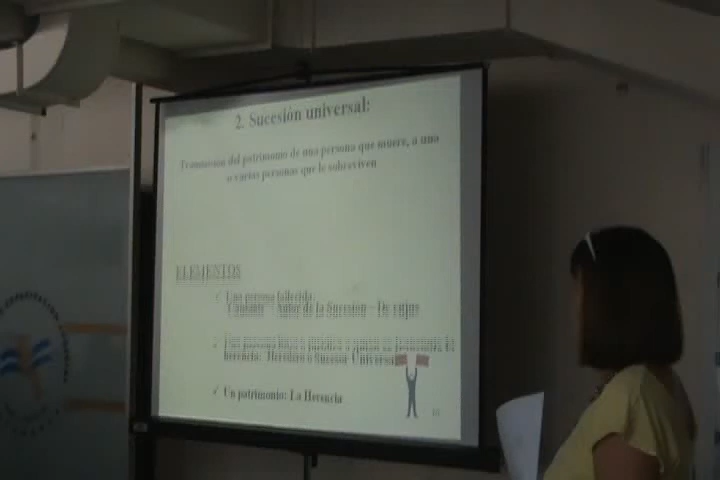 2. Sucesión universal:
Transmisión del patrimonio de una persona que muere, a una
o varias personas que le sobreviven
ELEMENTOS
Una persona fallecida:
Causante - Autor de la Sucesión - De cujus
herencia: Heredero o Sucesor Universal
✓ Un patrimonio: La Herencia